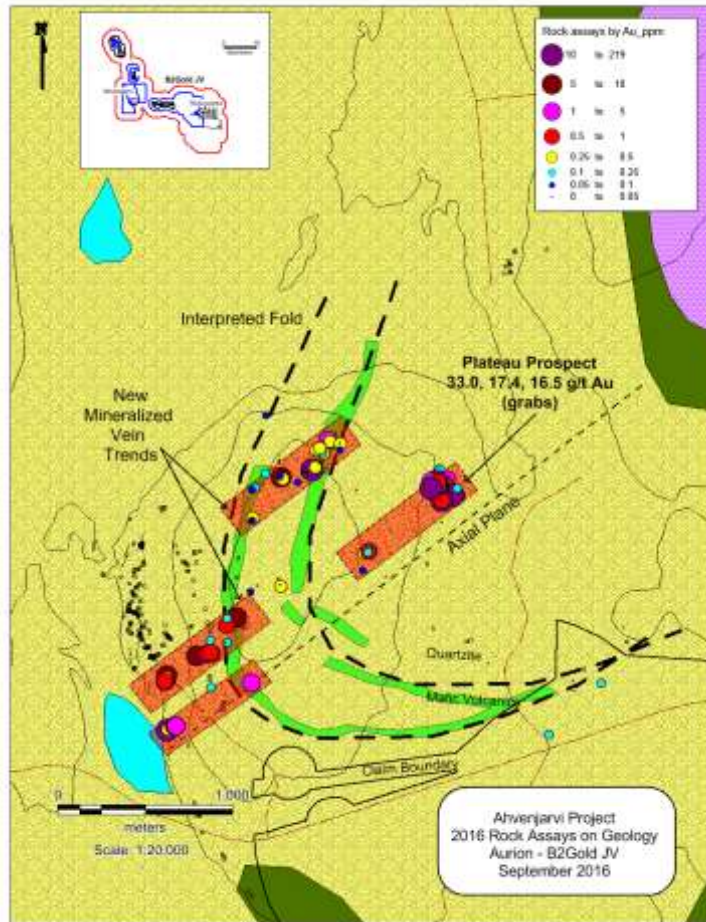 N
B2Gold JV
Rock assays by Au_ppm
10 to 219
5 to 10
1 to 5
0.5 to 1
0.25 to 0.5
0.1 to 0.25
0.05 to 0.1
0 to 0.05
Interpreted Fold
Plateau Prospect
33.0, 17.4, 16.5 g/t Au
(grabs)
New
Mineralized
Vein
Trends
Axial Plane
Quartzite
Mafic Volcanics
Claim Boundary
0 1,000
meters
Scale: 1:20,000
Ahvenjarvi Project
2016 Rock Assays on Geology
Aurion - B2Gold JV
September 2016